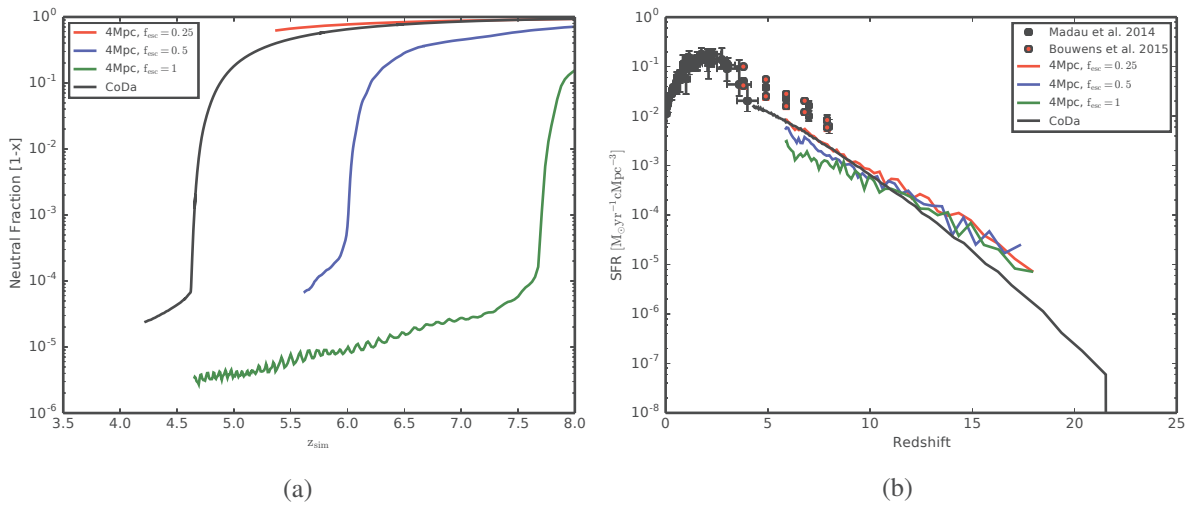 4Mpc, f_esc = 0.25
4Mpc, f_esc = 0.5
4Mpc, f_esc = 1
CoDa
Neutral Fraction [1-x]
10^0
10^-1
10^-2
10^-3
10^-4
10^-5
10^-6
3.5 4.0 4.5 5.0 5.5 6.0 6.5 7.0 7.5 8.0
z_sim
(a)
Madau et al. 2014
Bouwens et al. 2015
4Mpc, f_esc = 0.25
4Mpc, f_esc = 0.5
4Mpc, f_esc = 1
CoDa
SFR [M_⊙yr^-1cMpc^-3]
10^0
10^-1
10^-2
10^-3
10^-4
10^-5
10^-6
10^-7
10^-8
0 5 10 15 20 25
Redshift
(b)